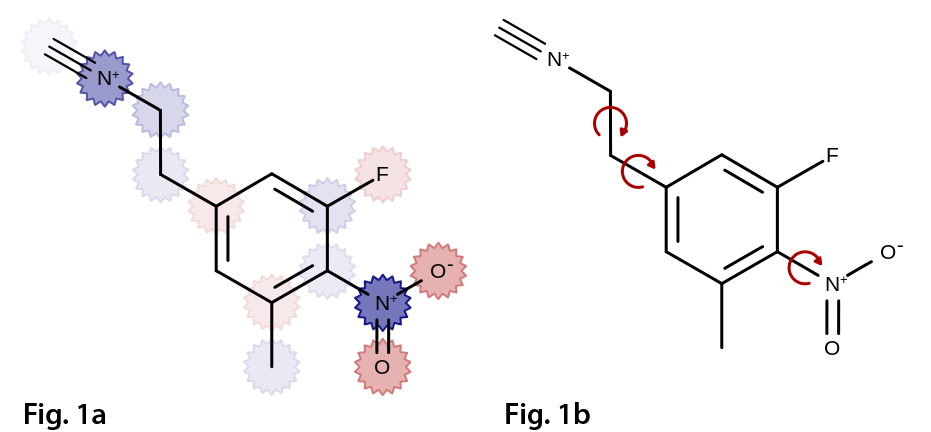 N+
N+
F
F
O-
O-
N+
N+
O
O
Fig. 1a
Fig. 1b